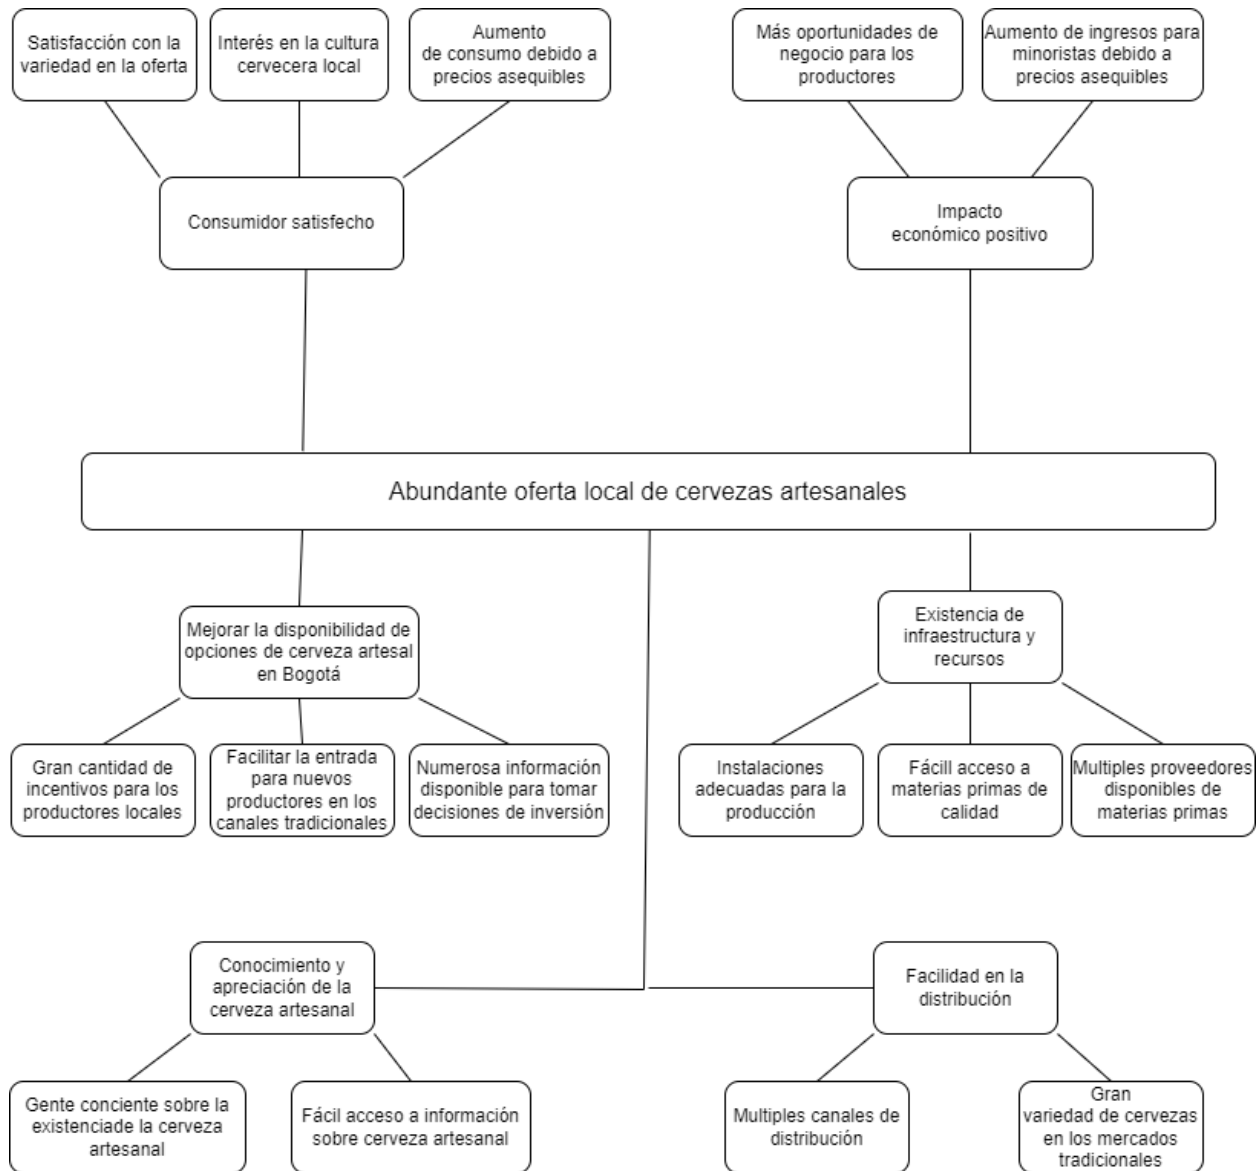 Satisfacción con la
variedad en la oferta
Interés en la cultura
cervecera local
Aumento
de consumo debido a
precios asequibles
Más oportunidades de
negocio para los
productores
Aumento de ingresos para
minoristas debido a
precios asequibles
Consumidor satisfecho
Impacto
económico positivo
Abundante oferta local de cervezas artesanales
Mejorar la disponibilidad de
opciones de cerveza artesal
en Bogotá
Existencia de
infraestructura y
recursos
Gran cantidad de
incentivos para los
productores locales
Facilitar la entrada
para nuevos
productores en los
canales tradicionales
Numerosa información
disponible para tomar
decisiones de inversión
Instalaciones
adecuadas para la
producción
Fácill acceso a
materias primas de
calidad
Multiples proveedores
disponibles de
materias primas
Conocimiento y
apreciación de la
cerveza artesanal
Facilidad en la
distribución
Gente conciente sobre la
existenciade la cerveza
artesanal
Fácil acceso a información
sobre cerveza artesanal
Multiples canales de
distribución
Gran
variedad de cervezas
en los mercados
tradicionales